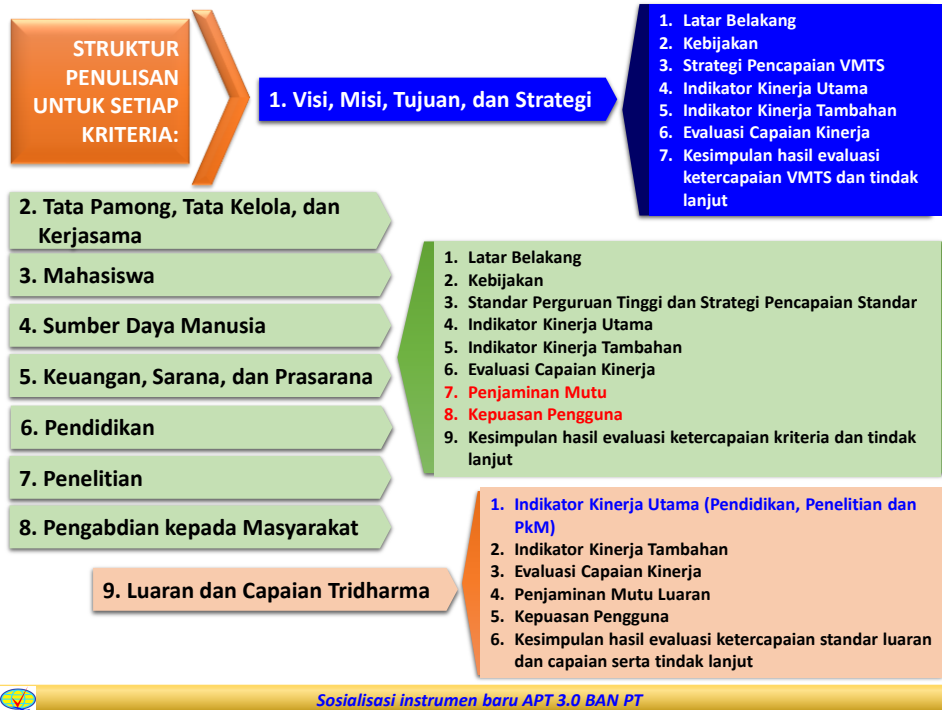 STRUKTUR
PENULISAN
UNTUK SETIAP
KRITERIA:
1. Visi, Misi, Tujuan, dan Strategi
1. Latar Belakang
2. Kebijakan
3. Strategi Pencapaian VMTS
4. Indikator Kinerja Utama
5. Indikator Kinerja Tambahan
6. Evaluasi Capaian Kinerja
7. Kesimpulan hasil evaluasi
ketercapaian VMTS dan tindak
lanjut
2. Tata Pamong, Tata Kelola, dan
Kerjasama
3. Mahasiswa
4. Sumber Daya Manusia
5. Keuangan, Sarana, dan Prasarana
6. Pendidikan
7. Penelitian
8. Pengabdian kepada Masyarakat
1. Latar Belakang
2. Kebijakan
3. Standar Perguruan Tinggi dan Strategi Pencapaian Standar
4. Indikator Kinerja Utama
5. Indikator Kinerja Tambahan
6. Evaluasi Capaian Kinerja
7. Penjaminan Mutu
8. Kepuasan Pengguna
9. Kesimpulan hasil evaluasi ketercapaian kriteria dan tindak
lanjut
9. Luaran dan Capaian Tridharma
1. Indikator Kinerja Utama (Pendidikan, Penelitian dan
PkM)
2. Indikator Kinerja Tambahan
3. Evaluasi Capaian Kinerja
4. Penjaminan Mutu Luaran
5. Kepuasan Pengguna
6. Kesimpulan hasil evaluasi ketercapaian standar luaran
dan capaian serta tindak lanjut
Sosialisasi instrumen baru APT 3.0 BAN PT